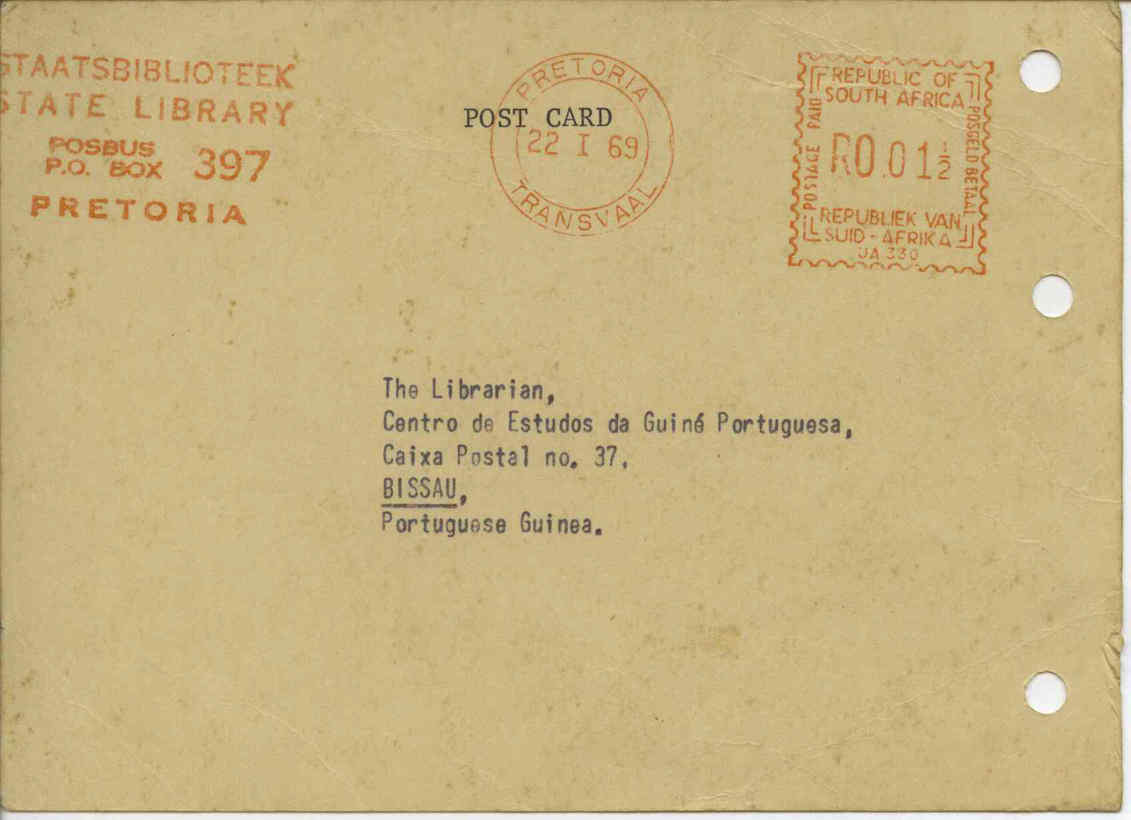 STAATSBIBLIOTEEK
STATE LIBRARY
POSBUS
P.O. BOX 397
PRETORIA
PRETORIA
POST CARD
22 I 69
TRANSVAAL
REPUBLIC OF
SOUTH AFRICA
POSTAGE PAID
POSGELD BETAAL
R0.01½
REPUBLIEK VAN
SUID-AFRIKA
The Librarian,
Centro de Estudos da Guiné Portuguesa,
Caixa Postal no. 37,
BISSAU,
Portuguese Guinea.